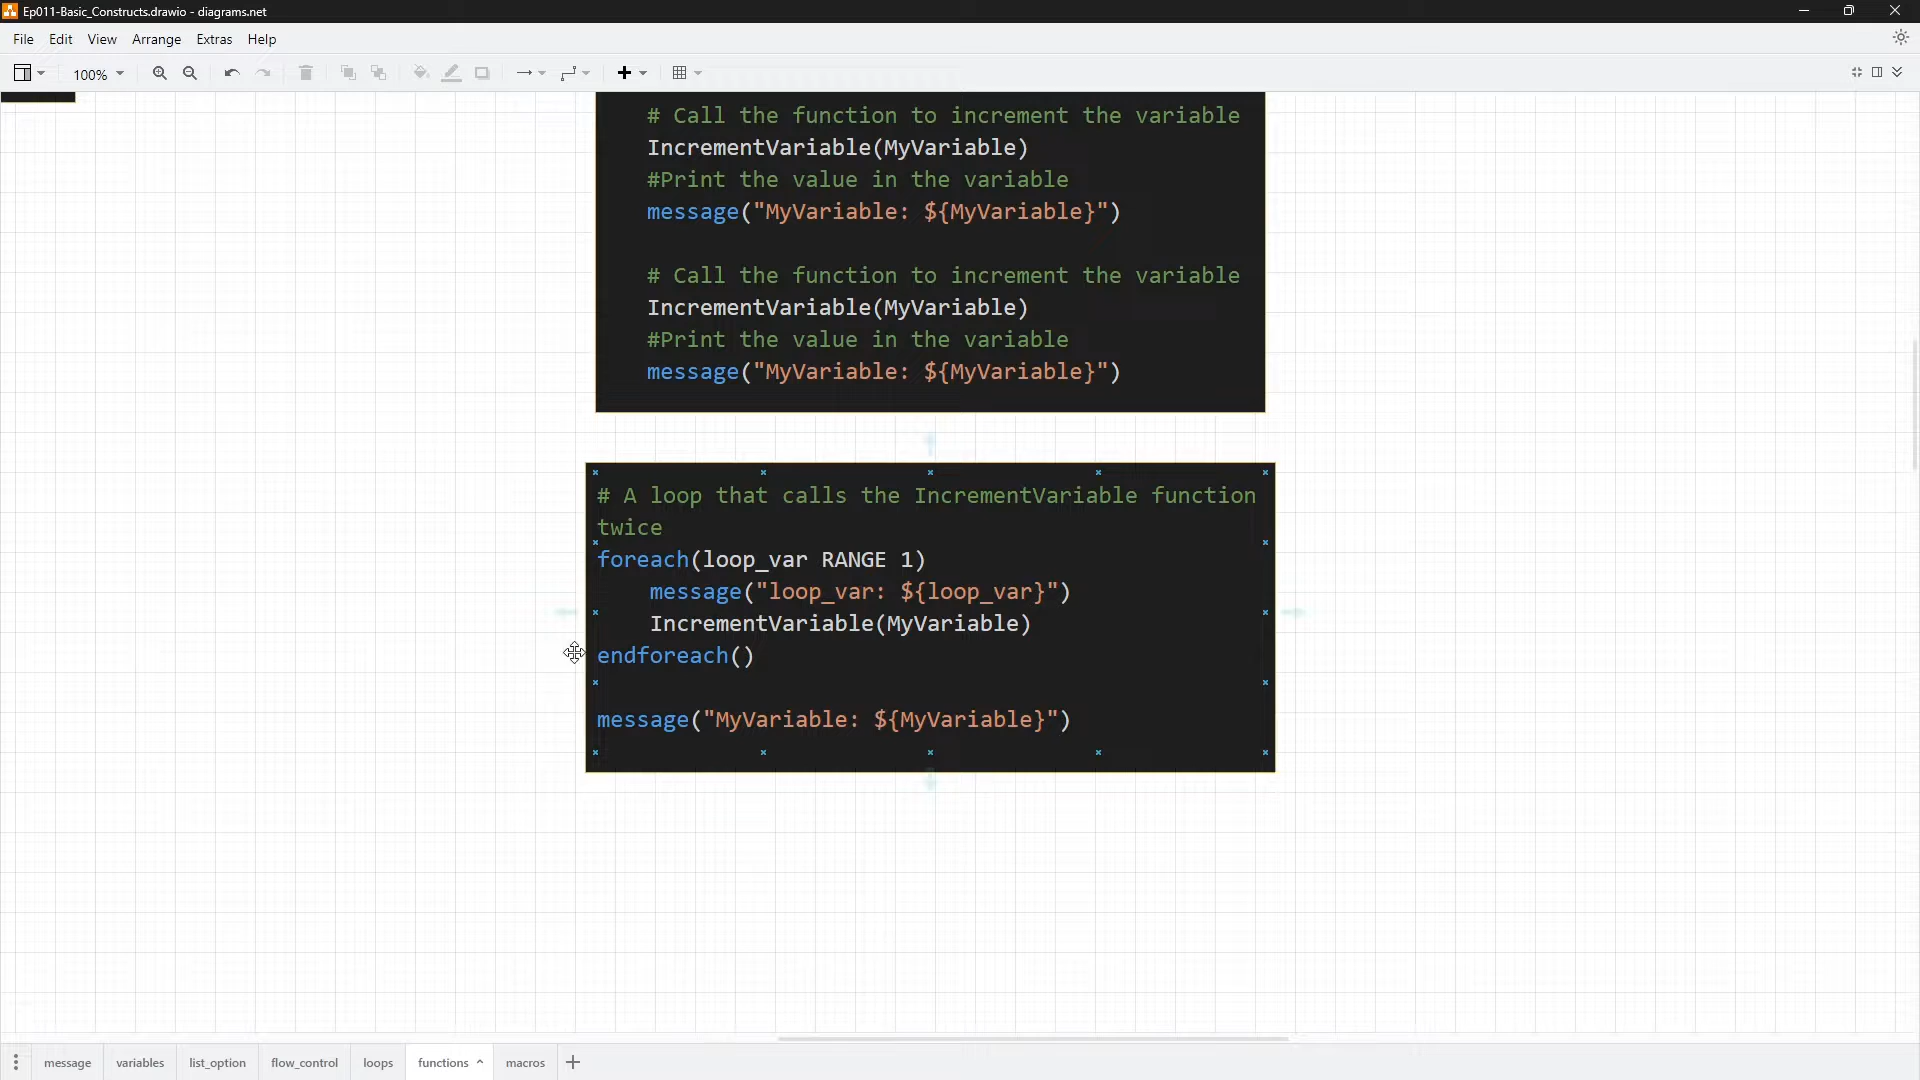 Ep011-Basic_Constructs.drawio - diagrams.net
File Edit View Arrange Extras Help
100%
# Call the function to increment the variable
IncrementVariable(MyVariable)
#Print the value in the variable
message("MyVariable: ${MyVariable}")
# Call the function to increment the variable
IncrementVariable(MyVariable)
#Print the value in the variable
message("MyVariable: ${MyVariable}")
# A loop that calls the IncrementVariable function
twice
foreach(loop_var RANGE 1)
    message("loop_var: ${loop_var}")
    IncrementVariable(MyVariable)
endforeach()
message("MyVariable: ${MyVariable}")
message variables list_option flow_control loops functions macros